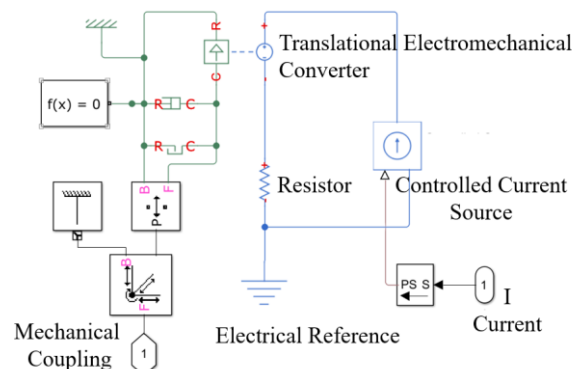 R
+
Translational Electromechanical
Converter
C
-
f(x) = 0
R C
R C
+
Resistor
-
Controlled Current
Source
B F
P
B
F
PS S
1
I
Current
Mechanical
Coupling
1
Electrical Reference